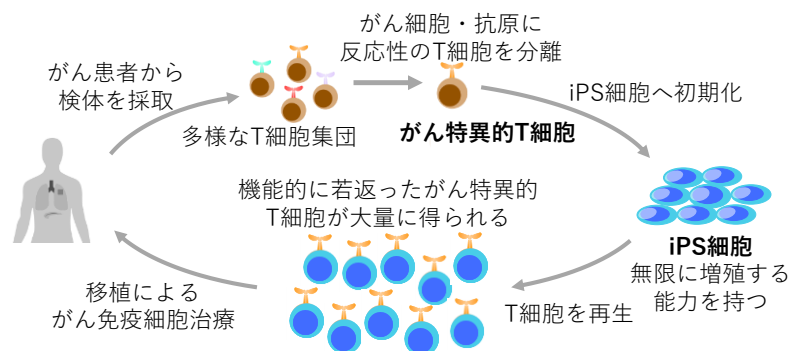 がん患者から
検体を採取
多様なT細胞集団
がん細胞・抗原に
反応性のT細胞を分離
がん特異的T細胞
iPS細胞へ初期化
iPS細胞
無限に増殖する
能力を持つ
T細胞を再生
機能的に若返ったがん特異的
T細胞が大量に得られる
移植による
がん免疫細胞治療